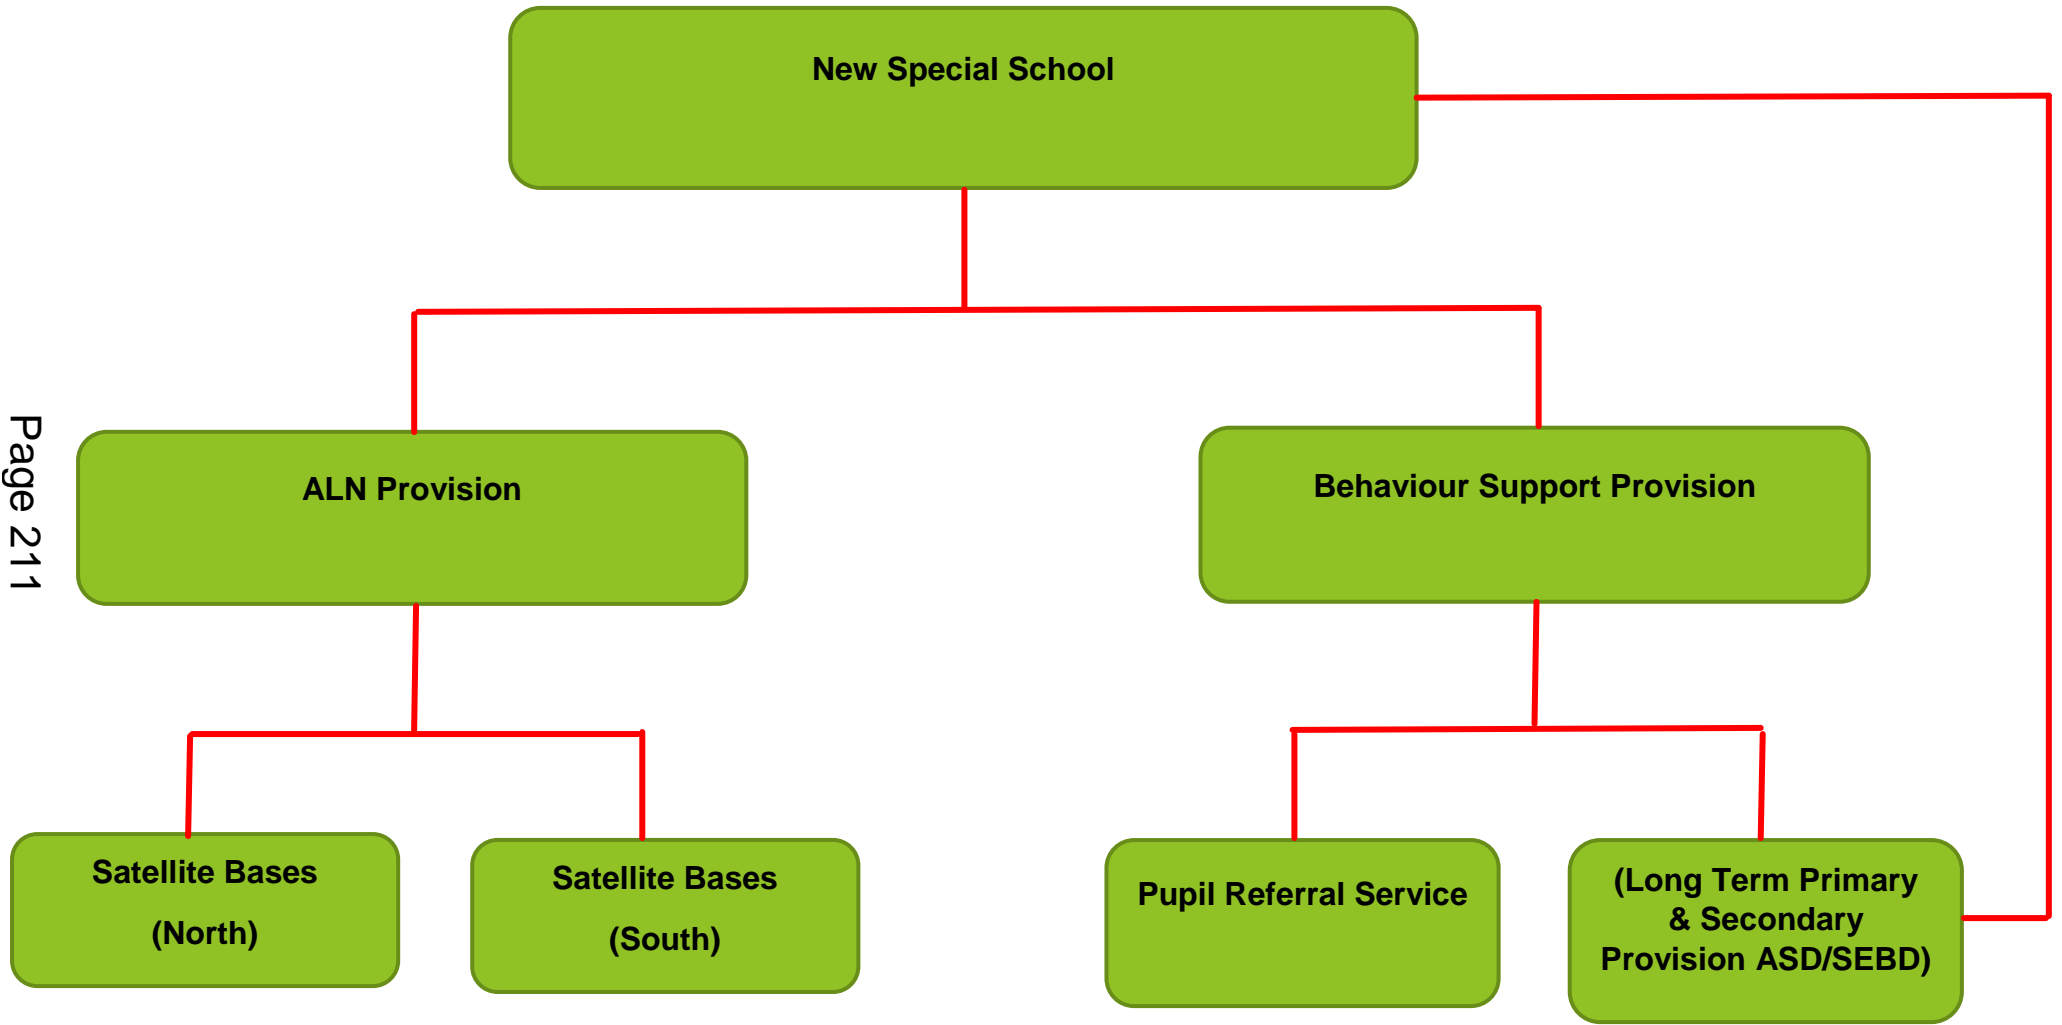 New Special School
ALN Provision
Behaviour Support Provision
Satellite Bases
(North)
Satellite Bases
(South)
Pupil Referral Service
(Long Term Primary
& Secondary
Provision ASD/SEBD)
Page 211